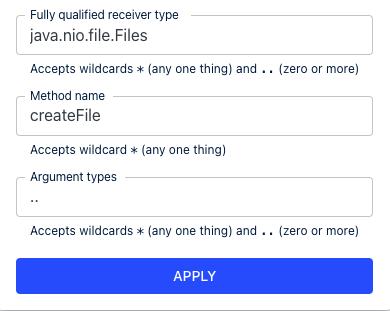 Fully qualified receiver type
java.nio.file.Files
Accepts wildcards * (any one thing) and .. (zero or more)
Method name
createFile
Accepts wildcard * (any one thing)
Argument types
..
Accepts wildcards * (any one thing) and .. (zero or more)
APPLY